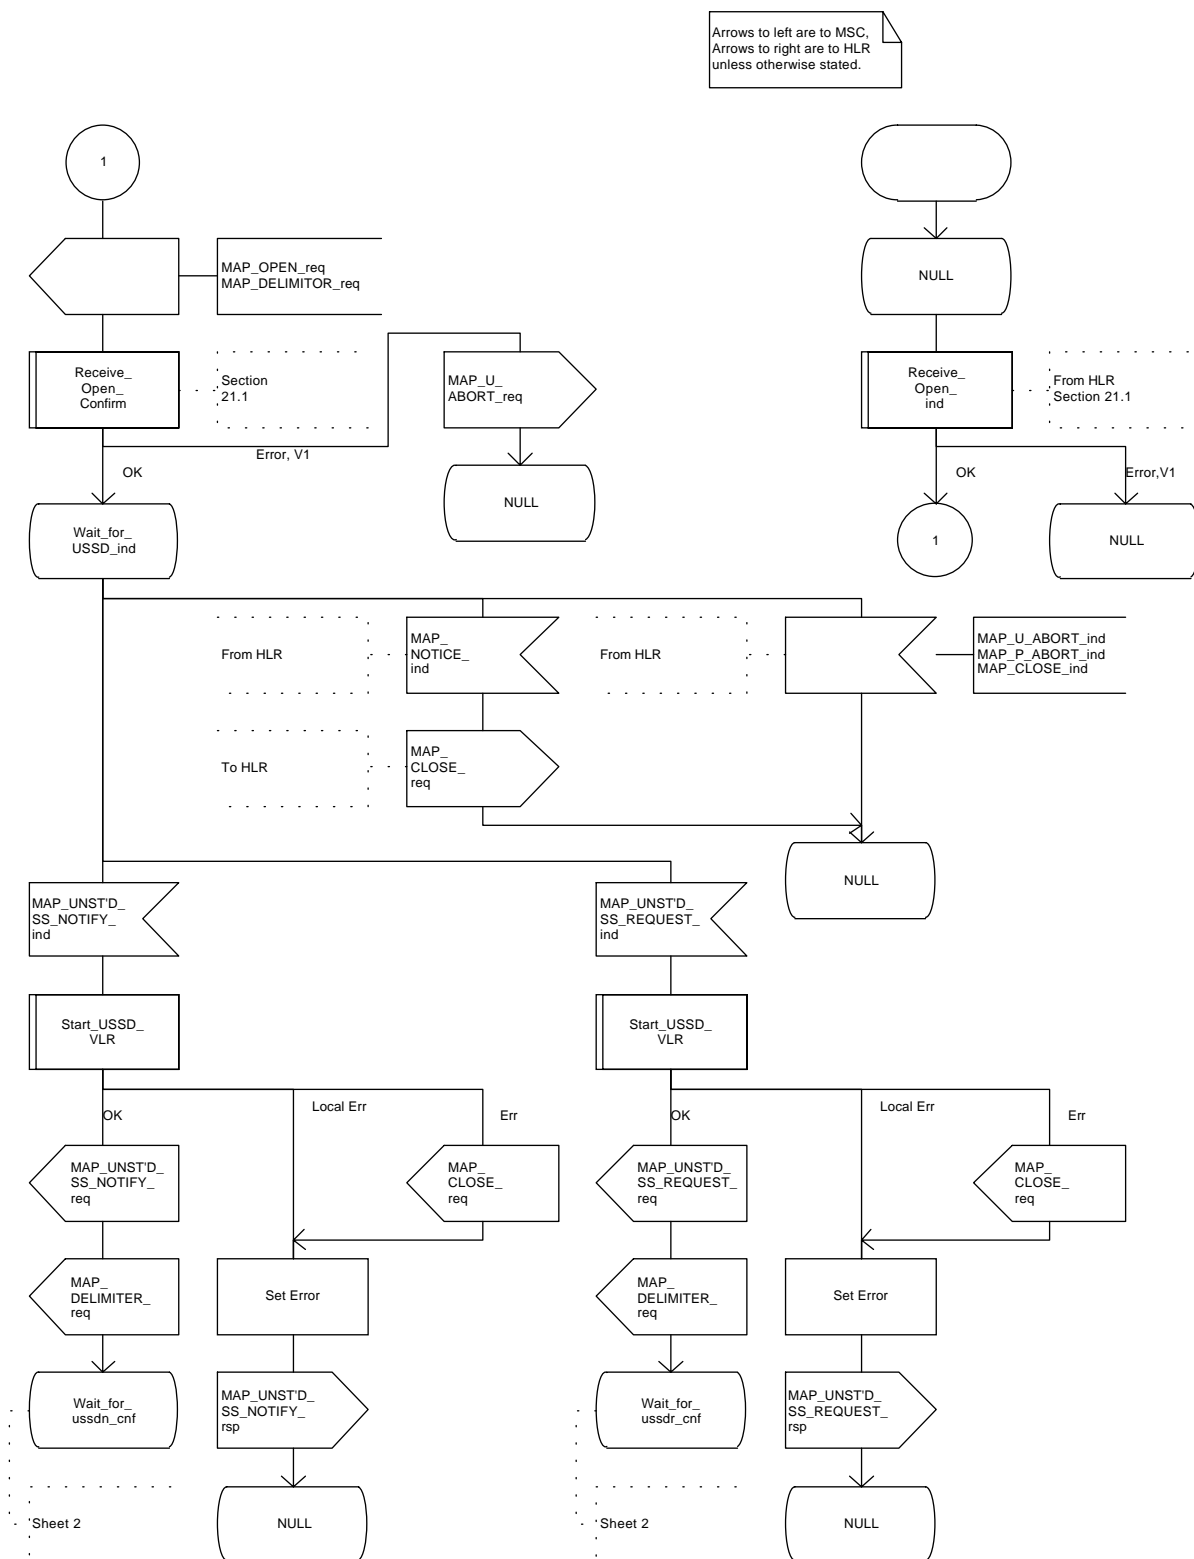 Arrows to left are to MSC,
Arrows to right are to HLR
unless otherwise stated.
1
MAP_OPEN_req
MAP_DELIMITOR_req
NULL
Receive_
Open_
Confirm
Section
21.1
MAP_U_
ABORT_req
Receive_
Open_
ind
From HLR
Section 21.1
Error, V1
OK
OK
Error,V1
NULL
Wait_for_
USSD_ind
1
NULL
From HLR
MAP_
NOTICE_
ind
From HLR
MAP_U_ABORT_ind
MAP_P_ABORT_ind
MAP_CLOSE_ind
To HLR
MAP_
CLOSE_
req
NULL
MAP_UNST'D_
SS_NOTIFY_
ind
MAP_UNST'D_
SS_REQUEST_
ind
Start_USSD_
VLR
Start_USSD_
VLR
OK
Local Err
Err
OK
Local Err
Err
MAP_UNST'D_
SS_NOTIFY_
req
MAP_
CLOSE_
req
MAP_UNST'D_
SS_REQUEST_
req
MAP_
CLOSE_
req
MAP_
DELIMITER_
req
Set Error
MAP_
DELIMITER_
req
Set Error
Wait_for_
ussdn_cnf
MAP_UNST'D_
SS_NOTIFY_
rsp
Wait_for_
ussdr_cnf
MAP_UNST'D_
SS_REQUEST_
rsp
Sheet 2
NULL
Sheet 2
NULL